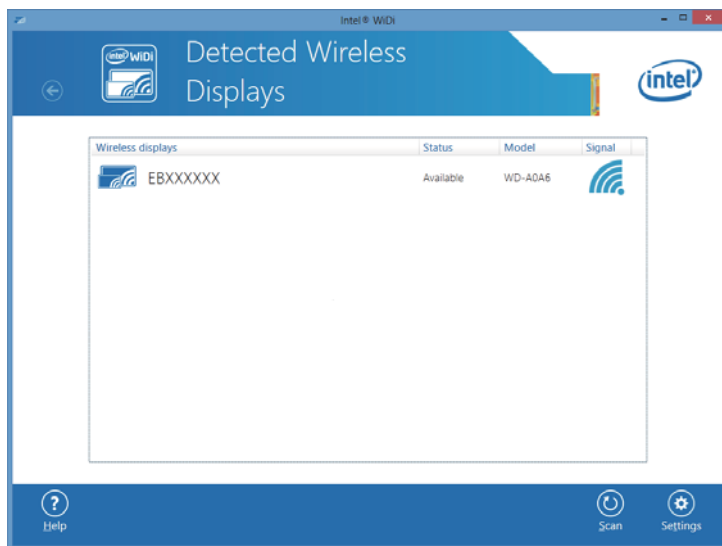 Intel® WiDi
intel WiDi
Detected Wireless
Displays
intel
Wireless displays Status Model Signal
EBXXXXXX Available WD-A0A6
?
Help Scan Settings